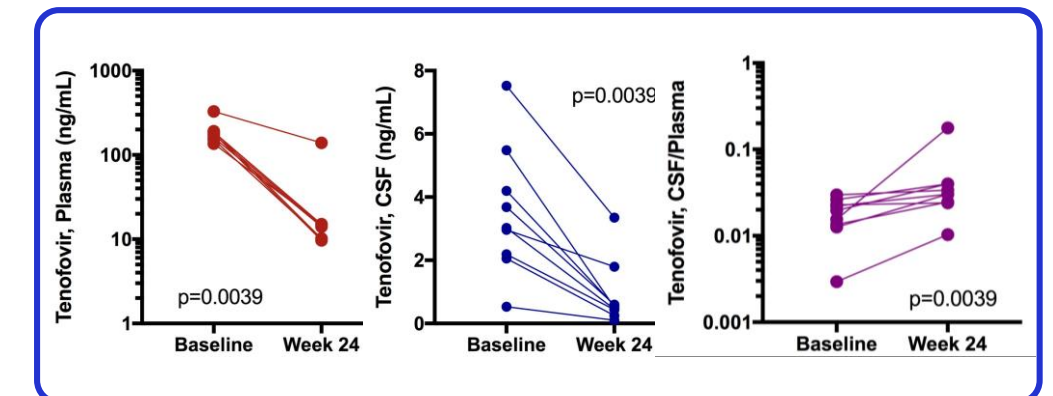 Tenofovir, Plasma (ng/mL)
1000
100
10
1
p=0.0039
Baseline Week 24
Tenofovir, CSF (ng/mL)
8
6
4
2
0
p=0.0039
Baseline Week 24
Tenofovir, CSF/Plasma
1
0.1
0.01
0.001
p=0.0039
Baseline Week 24